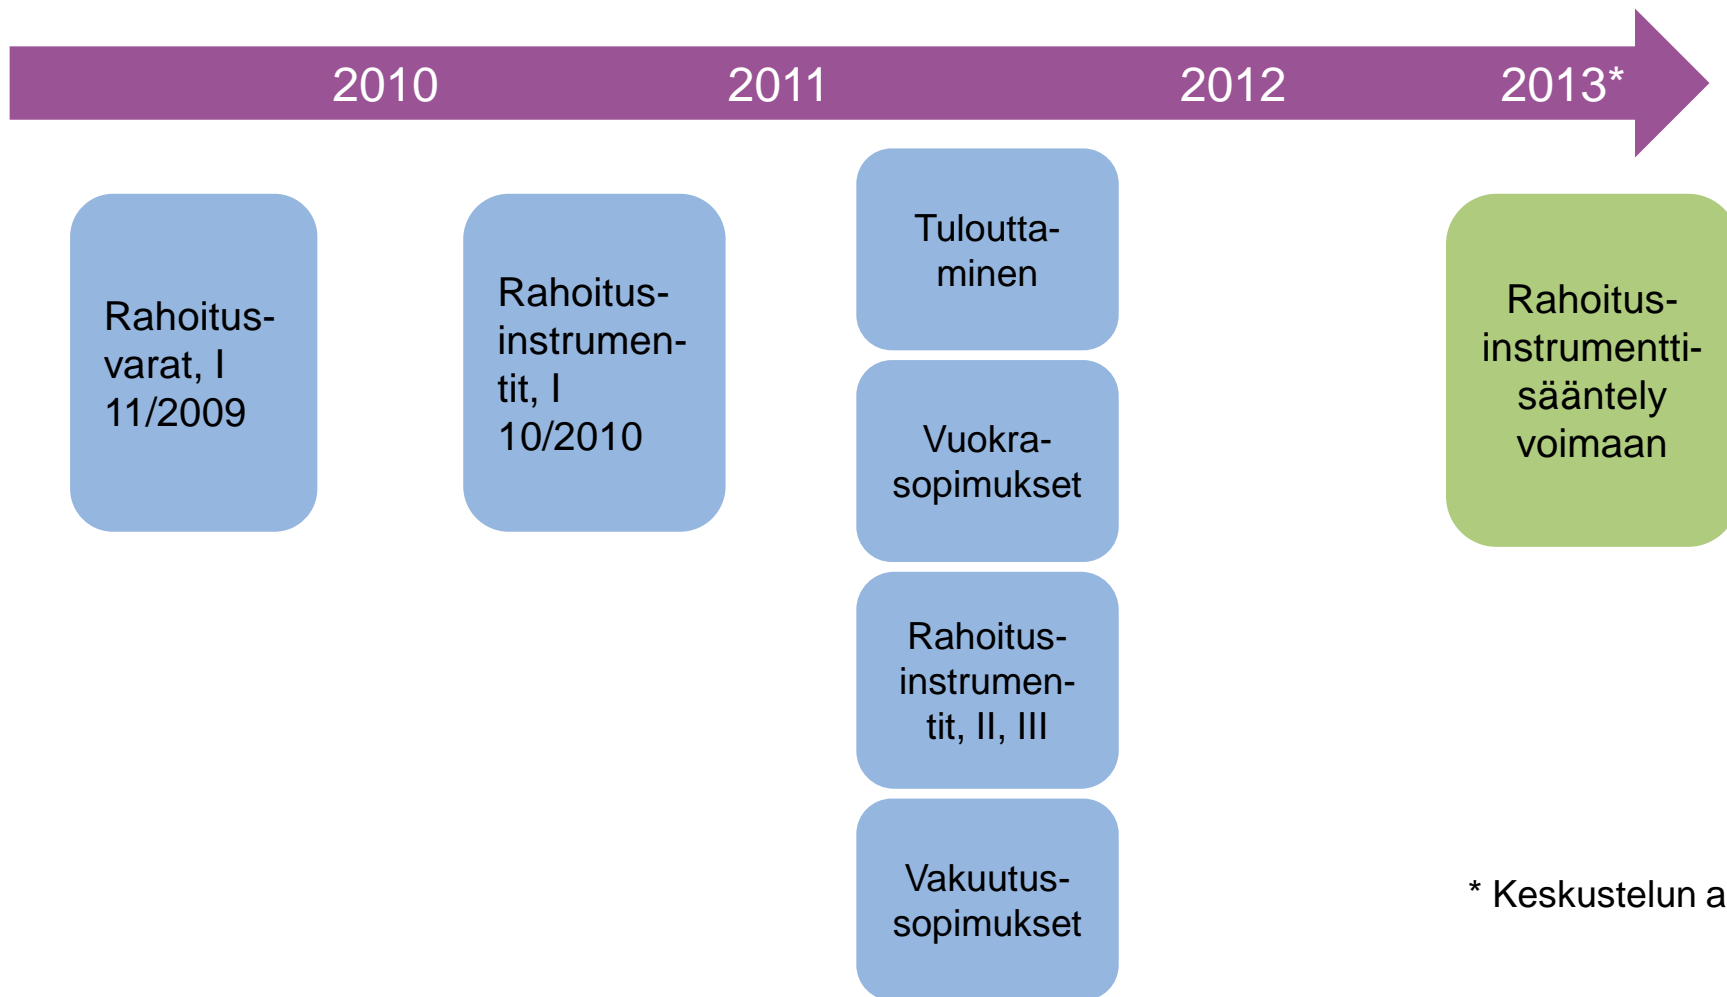 2010 2011 2012 2013*
Rahoitus-
varat, I
11/2009
Rahoitus-
instrumen-
tit, I
10/2010
Tuloutta-
minen
Vuokra-
sopimukset
Rahoitus-
instrumen-
tit, II, III
Vakuutus-
sopimukset
Rahoitus-
instrumentti-
sääntely
voimaan
* Keskustelun a